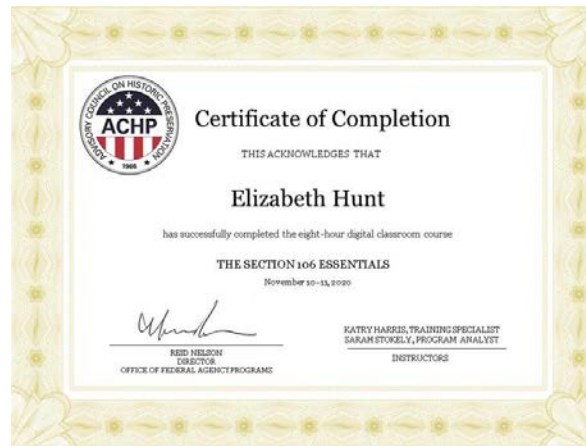 ADVISORY COUNCIL ON HISTORIC PRESERVATION
ACHP
1966
Certificate of Completion
THIS ACKNOWLEDGES THAT
Elizabeth Hunt
has successfully completed the eight-hour digital classroom course
THE SECTION 106 ESSENTIALS
November 10-11, 2020
REID NELSON
DIRECTOR
OFFICE OF FEDERAL AGENCY PROGRAMS
KATRY HARRIS, TRAINING SPECIALIST
SARAH STOKELY, PROGRAM ANALYST
INSTRUCTORS